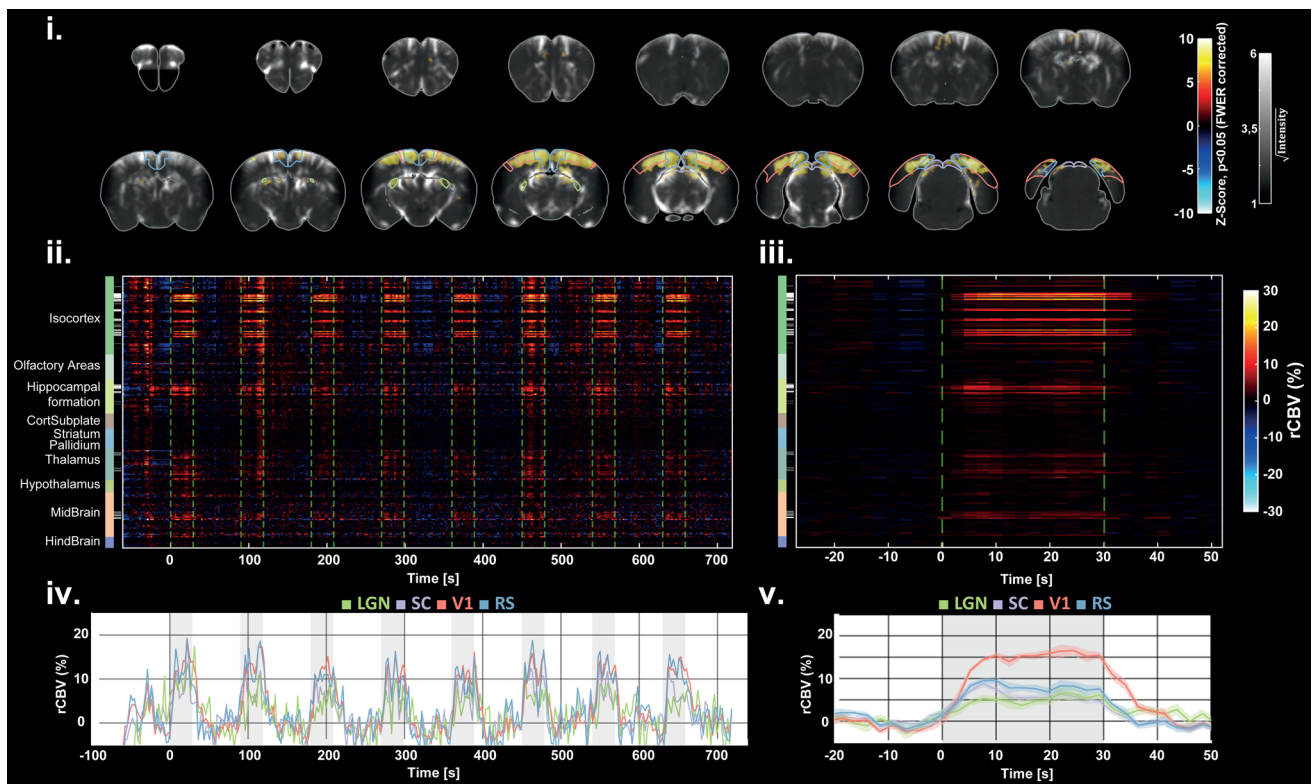 i.
10
5
0
-5
-10
Z-Score, p<0.05 (FWER corrected)
6
3,5
1
√Intensity
ii.
Isocortex
Olfactory Areas
Hippocampal
formation
CortSubplate
Striatum
Pallidium
Thalamus
Hypothalamus
MidBrain
HindBrain
0 100 200 300 400 500 600 700
Time [s]
iii.
-20 -10 0 10 20 30 40 50
Time [s]
30
20
10
0
-10
-20
-30
rCBV (%)
iv.
LGN SC V1 RS
20
10
0
rCBV (%)
-100 0 100 200 300 400 500 600 700
Time [s]
v.
LGN SC V1 RS
20
10
0
rCBV (%)
-20 -10 0 10 20 30 40 50
Time [s]